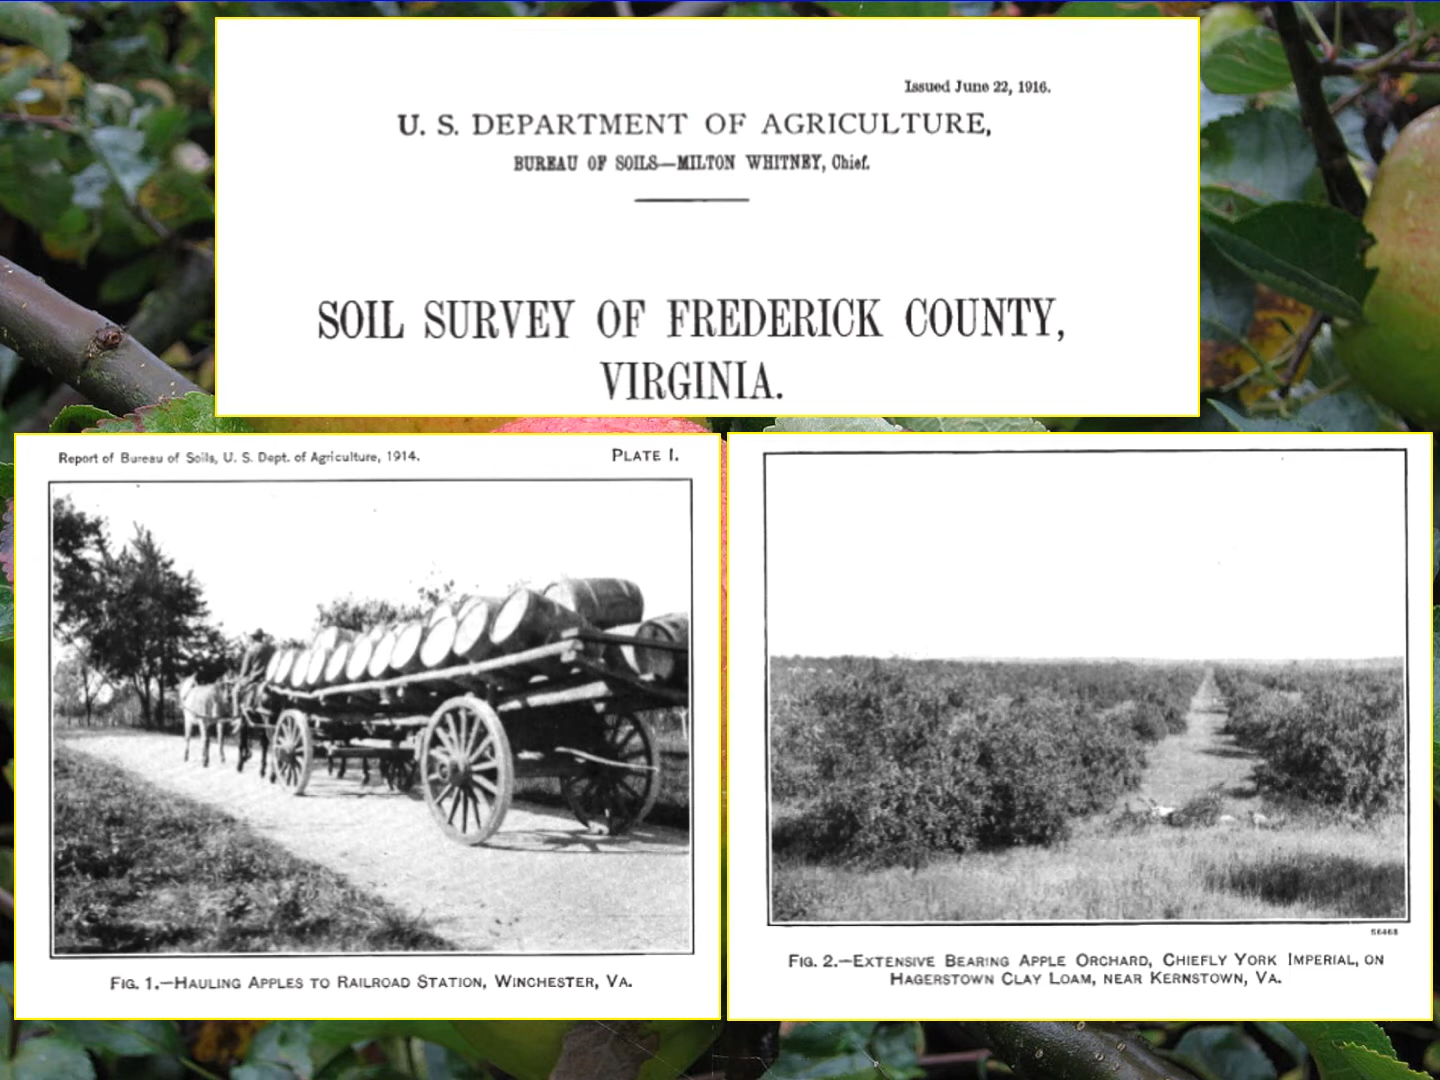 Issued June 22, 1916.
U. S. DEPARTMENT OF AGRICULTURE,
BUREAU OF SOILS—MILTON WHITNEY, Chief.
SOIL SURVEY OF FREDERICK COUNTY,
VIRGINIA.
Report of Bureau of Soils, U. S. Dept. of Agriculture, 1914.
PLATE I.
FIG. 1.—HAULING APPLES TO RAILROAD STATION, WINCHESTER, VA.
56468
FIG. 2.—EXTENSIVE BEARING APPLE ORCHARD, CHIEFLY YORK IMPERIAL, ON
HAGERSTOWN CLAY LOAM, NEAR KERNSTOWN, VA.